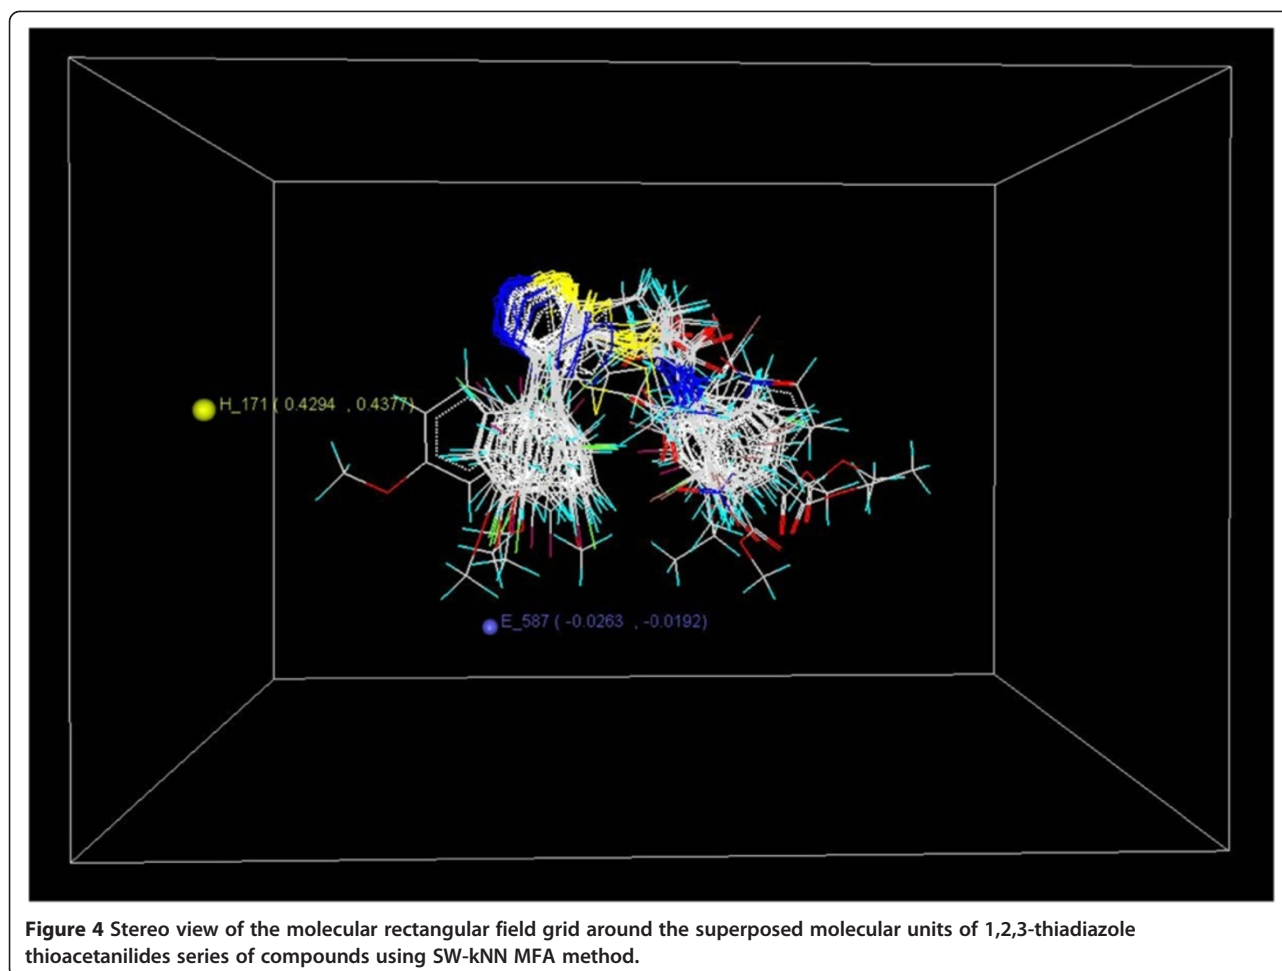 H_171 ( 0.4294 , 0.4377)
E_587 ( -0.0263 , -0.0192)
Figure 4 Stereo view of the molecular rectangular field grid around the superposed molecular units of 1,2,3-thiadiazole
thioacetanilides series of compounds using SW-kNN MFA method.